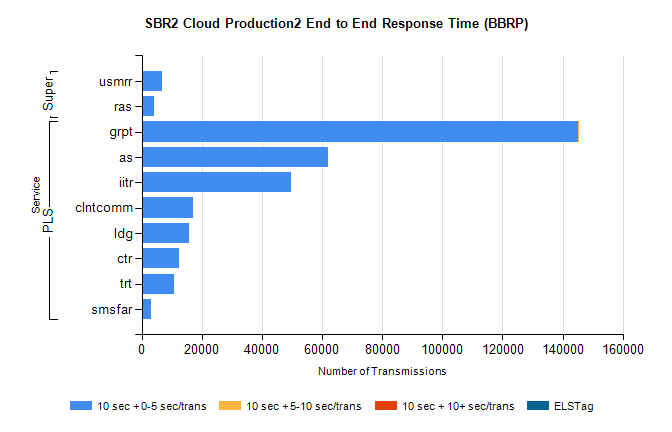 SBR2 Cloud Production2 End to End Response Time (BBRP)
Service
Super
usmrr
ras
PLS
grpt
as
iitr
clntcomm
ldg
ctr
trt
smsfar
0 20000 40000 60000 80000 100000 120000 140000 160000
Number of Transmissions
10 sec +0-5 sec/trans 10 sec +5-10 sec/trans 10 sec + 10+ sec/trans ELSTag